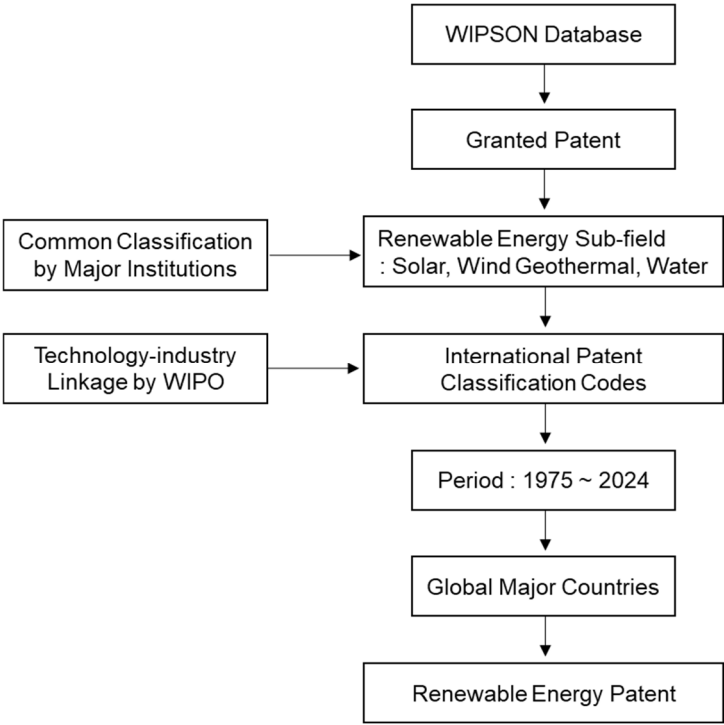 WIPSON Database
Granted Patent
Common Classification
by Major Institutions
Renewable Energy Sub-field
: Solar, Wind Geothermal, Water
Technology-industry
Linkage by WIPO
International Patent
Classification Codes
Period : 1975 ~ 2024
Global Major Countries
Renewable Energy Patent